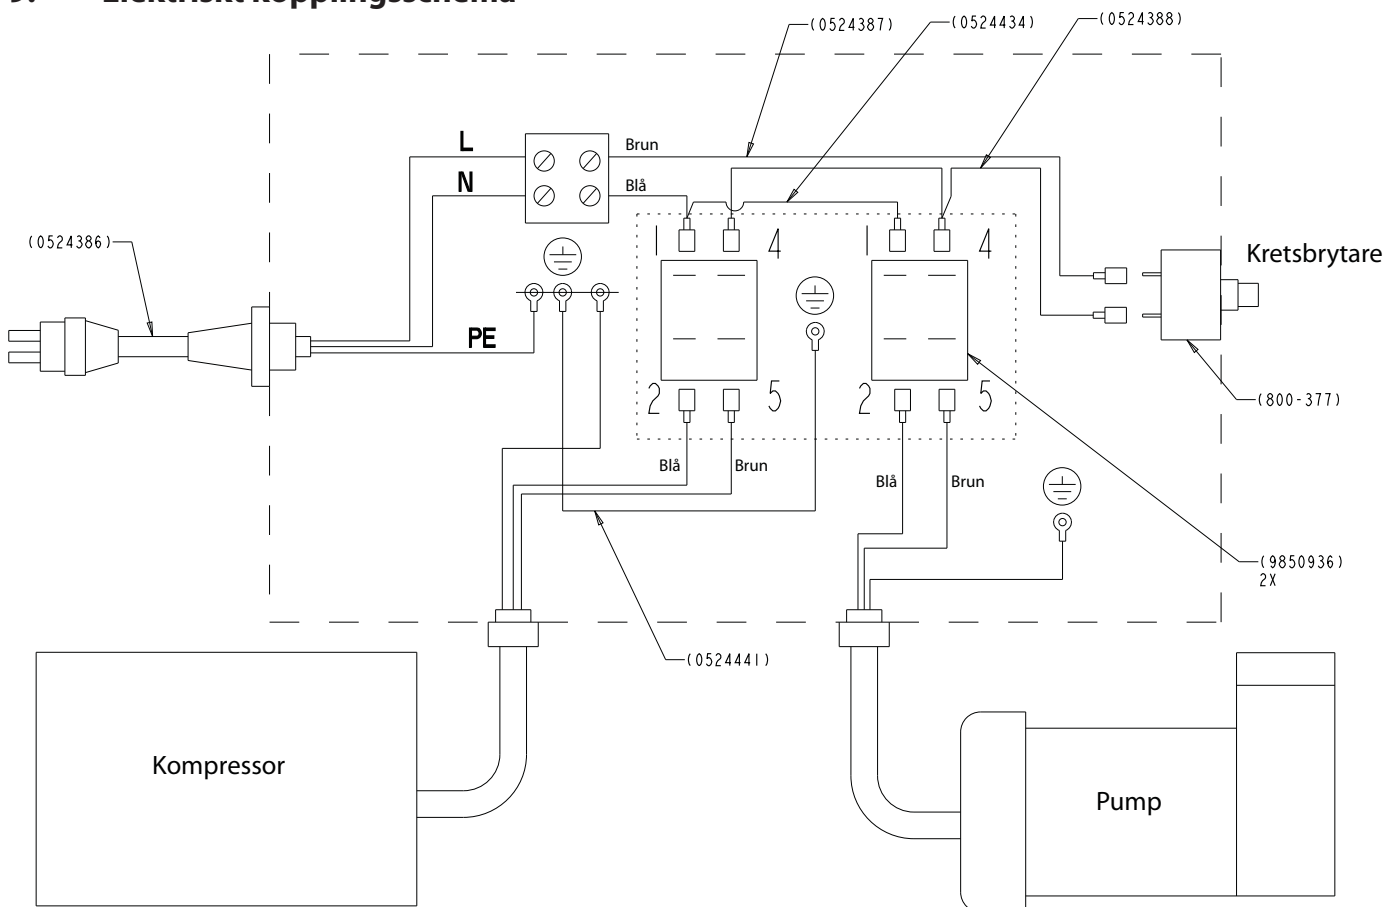 9. Elektriskt kopplingsschema
(0524387)
(0524434)
(0524388)
L
Brun
N
Blå
(0524386)
1
4
1
4
Kretsbrytare
PE
2
5
2
5
(800-377)
Blå
Brun
Blå
Brun
(9850936)
2X
(0524441)
Kompressor
Pump